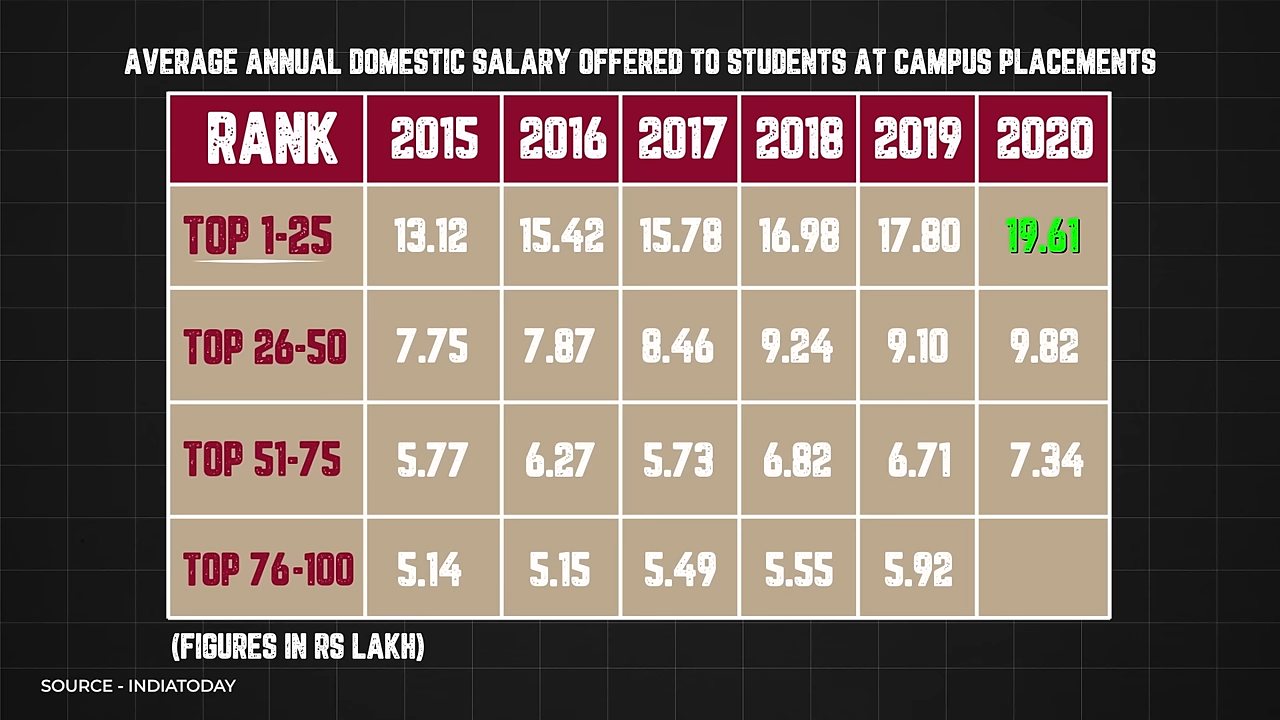 AVERAGE ANNUAL DOMESTIC SALARY OFFERED TO STUDENTS AT CAMPUS PLACEMENTS
RANK 2015 2016 2017 2018 2019 2020
TOP 1-25 13.12 15.42 15.78 16.98 17.80 19.61
TOP 26-50 7.75 7.87 8.46 9.24 9.10 9.82
TOP 51-75 5.77 6.27 5.73 6.82 6.71 7.34
TOP 76-100 5.14 5.15 5.49 5.55 5.92
(FIGURES IN RS LAKH)
SOURCE - INDIATODAY